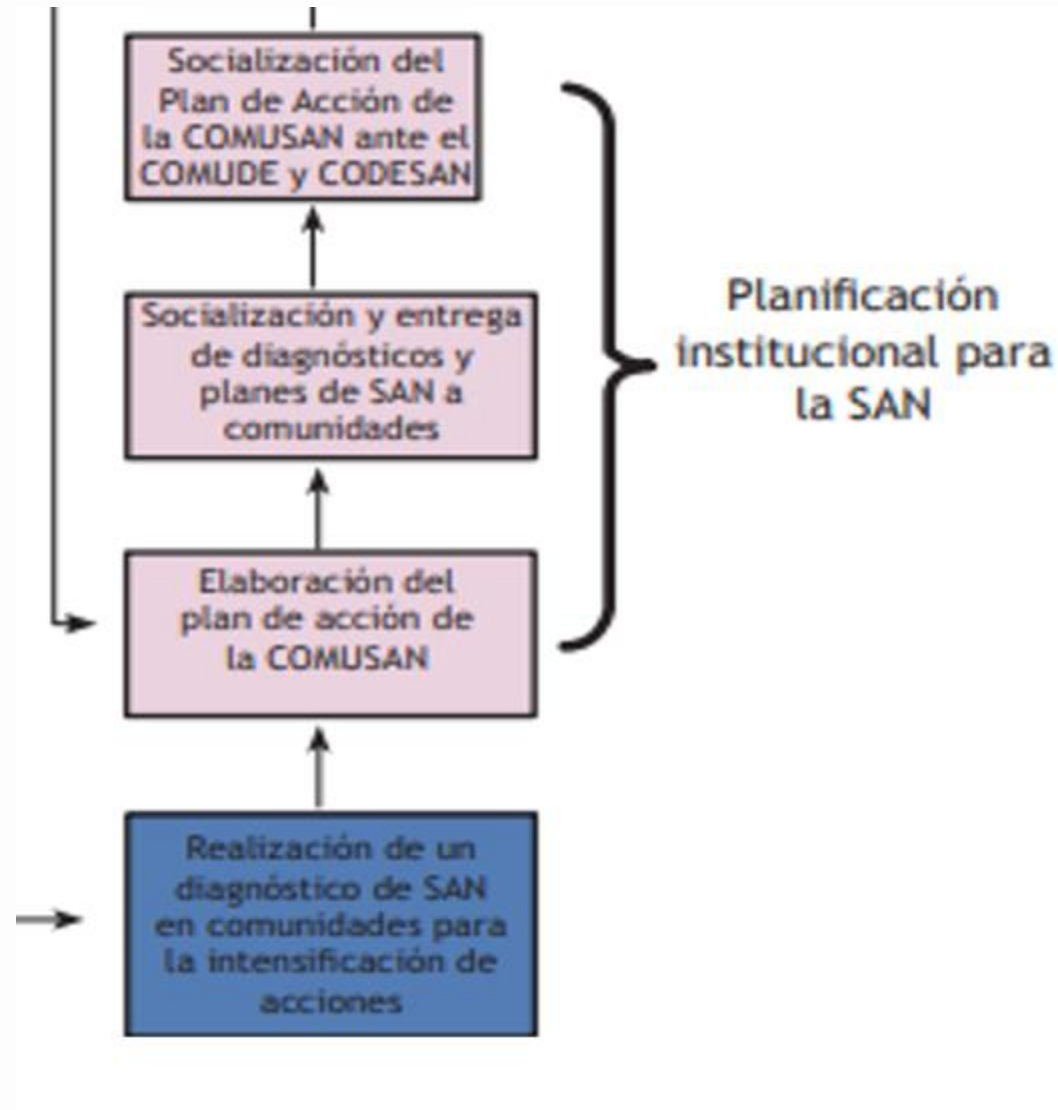 Socialización del
Plan de Acción de
la COMUSAN ante el
COMUDE y CODESAN
Socialización y entrega
de diagnósticos y
planes de SAN a
comunidades
Planificación
institucional para
la SAN
Elaboración del
plan de acción de
la COMUSAN
Realización de un
diagnóstico de SAN
en comunidades para
la intensificación de
acciones